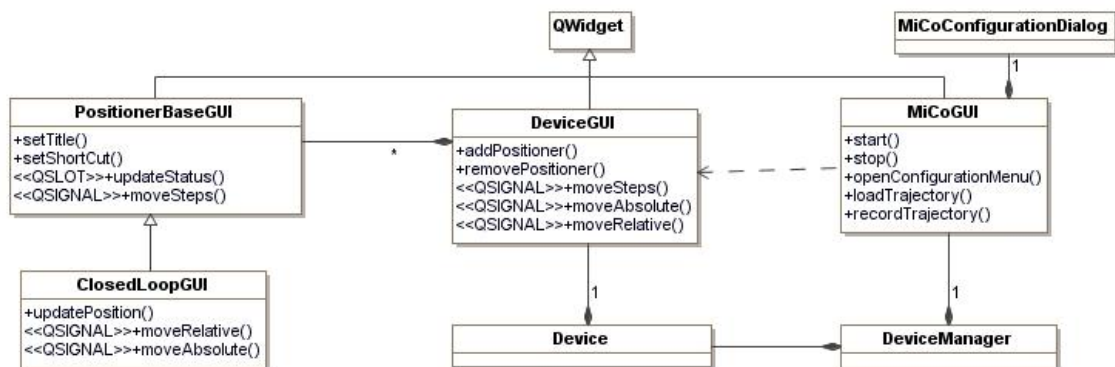 QWidget
MiCoConfigurationDialog
1
PositionerBaseGUI
+setTitle()
+setShortCut()
<<QSLOT>>+updateStatus()
<<QSIGNAL>>+moveSteps()
*
DeviceGUI
+addPositioner()
+removePositioner()
<<QSIGNAL>>+moveSteps()
<<QSIGNAL>>+moveAbsolute()
<<QSIGNAL>>+moveRelative()
MiCoGUI
+start()
+stop()
+openConfigurationMenu()
+loadTrajectory()
+recordTrajectory()
ClosedLoopGUI
+updatePosition()
<<QSIGNAL>>+moveRelative()
<<QSIGNAL>>+moveAbsolute()
1
1
Device
DeviceManager